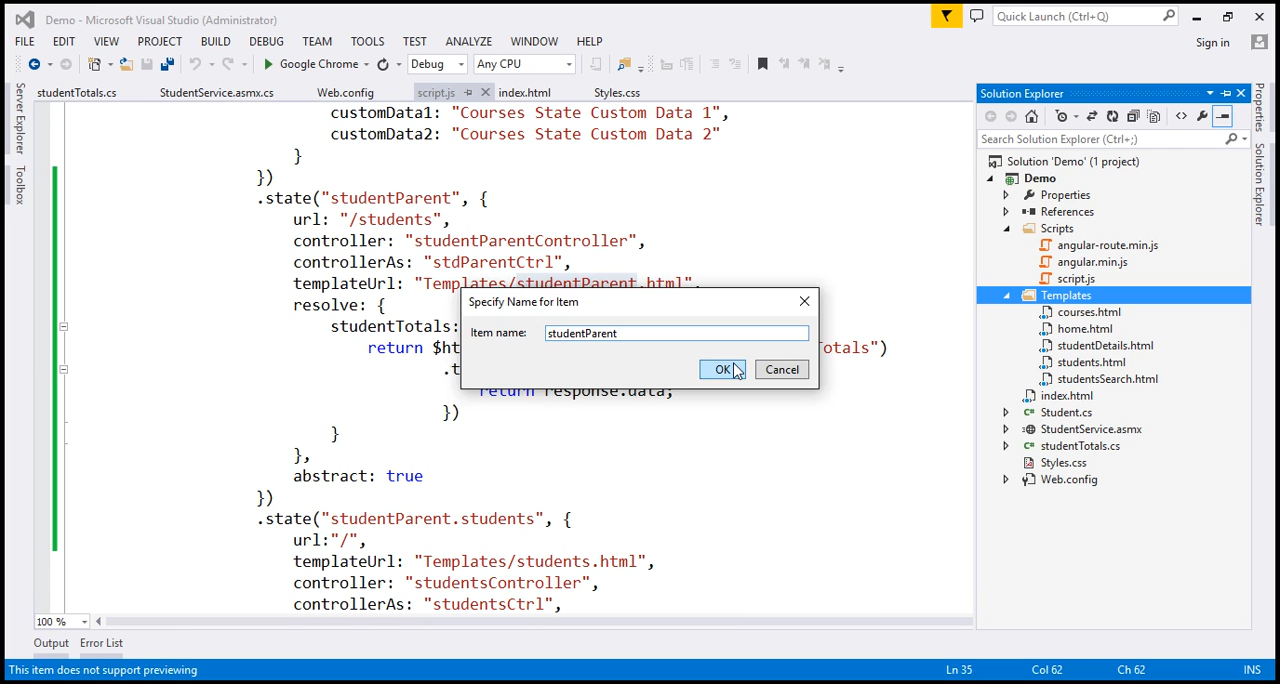 Demo - Microsoft Visual Studio (Administrator)
Quick Launch (Ctrl+Q)
FILE EDIT VIEW PROJECT BUILD DEBUG TEAM TOOLS TEST ANALYZE WINDOW HELP
Sign in
Google Chrome Debug Any CPU
studentTotals.cs StudentService.asmx.cs Web.config script.js index.html Styles.css
Server Explorer
Toolbox
customData1: "Courses State Custom Data 1",
customData2: "Courses State Custom Data 2"
}
})
.state("studentParent", {
url: "/students",
controller: "studentParentController",
controllerAs: "stdParentCtrl",
templateUrl: "Templates/studentParent.html",
resolve: {
studentTotals:
return $ht otals")
.t
return response.data;
})
}
},
abstract: true
})
.state("studentParent.students", {
url:"/",
templateUrl: "Templates/students.html",
controller: "studentsController",
controllerAs: "studentsCtrl",
Specify Name for Item
Item name: studentParent
OK Cancel
100 %
Output Error List
Solution Explorer
Search Solution Explorer (Ctrl+;)
Solution 'Demo' (1 project)
Demo
Properties
References
Scripts
angular-route.min.js
angular.min.js
script.js
Templates
courses.html
home.html
studentDetails.html
students.html
studentsSearch.html
index.html
Student.cs
StudentService.asmx
studentTotals.cs
Styles.css
Web.config
Properties
Solution Explorer
This item does not support previewing Ln 35 Col 62 Ch 62 INS